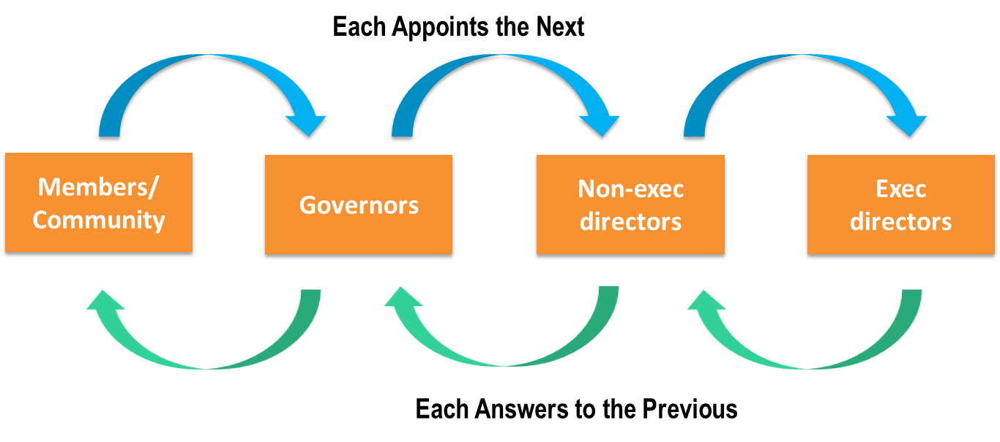 Each Appoints the Next
Members/
Community
Governors
Non-exec
directors
Exec
directors
Each Answers to the Previous